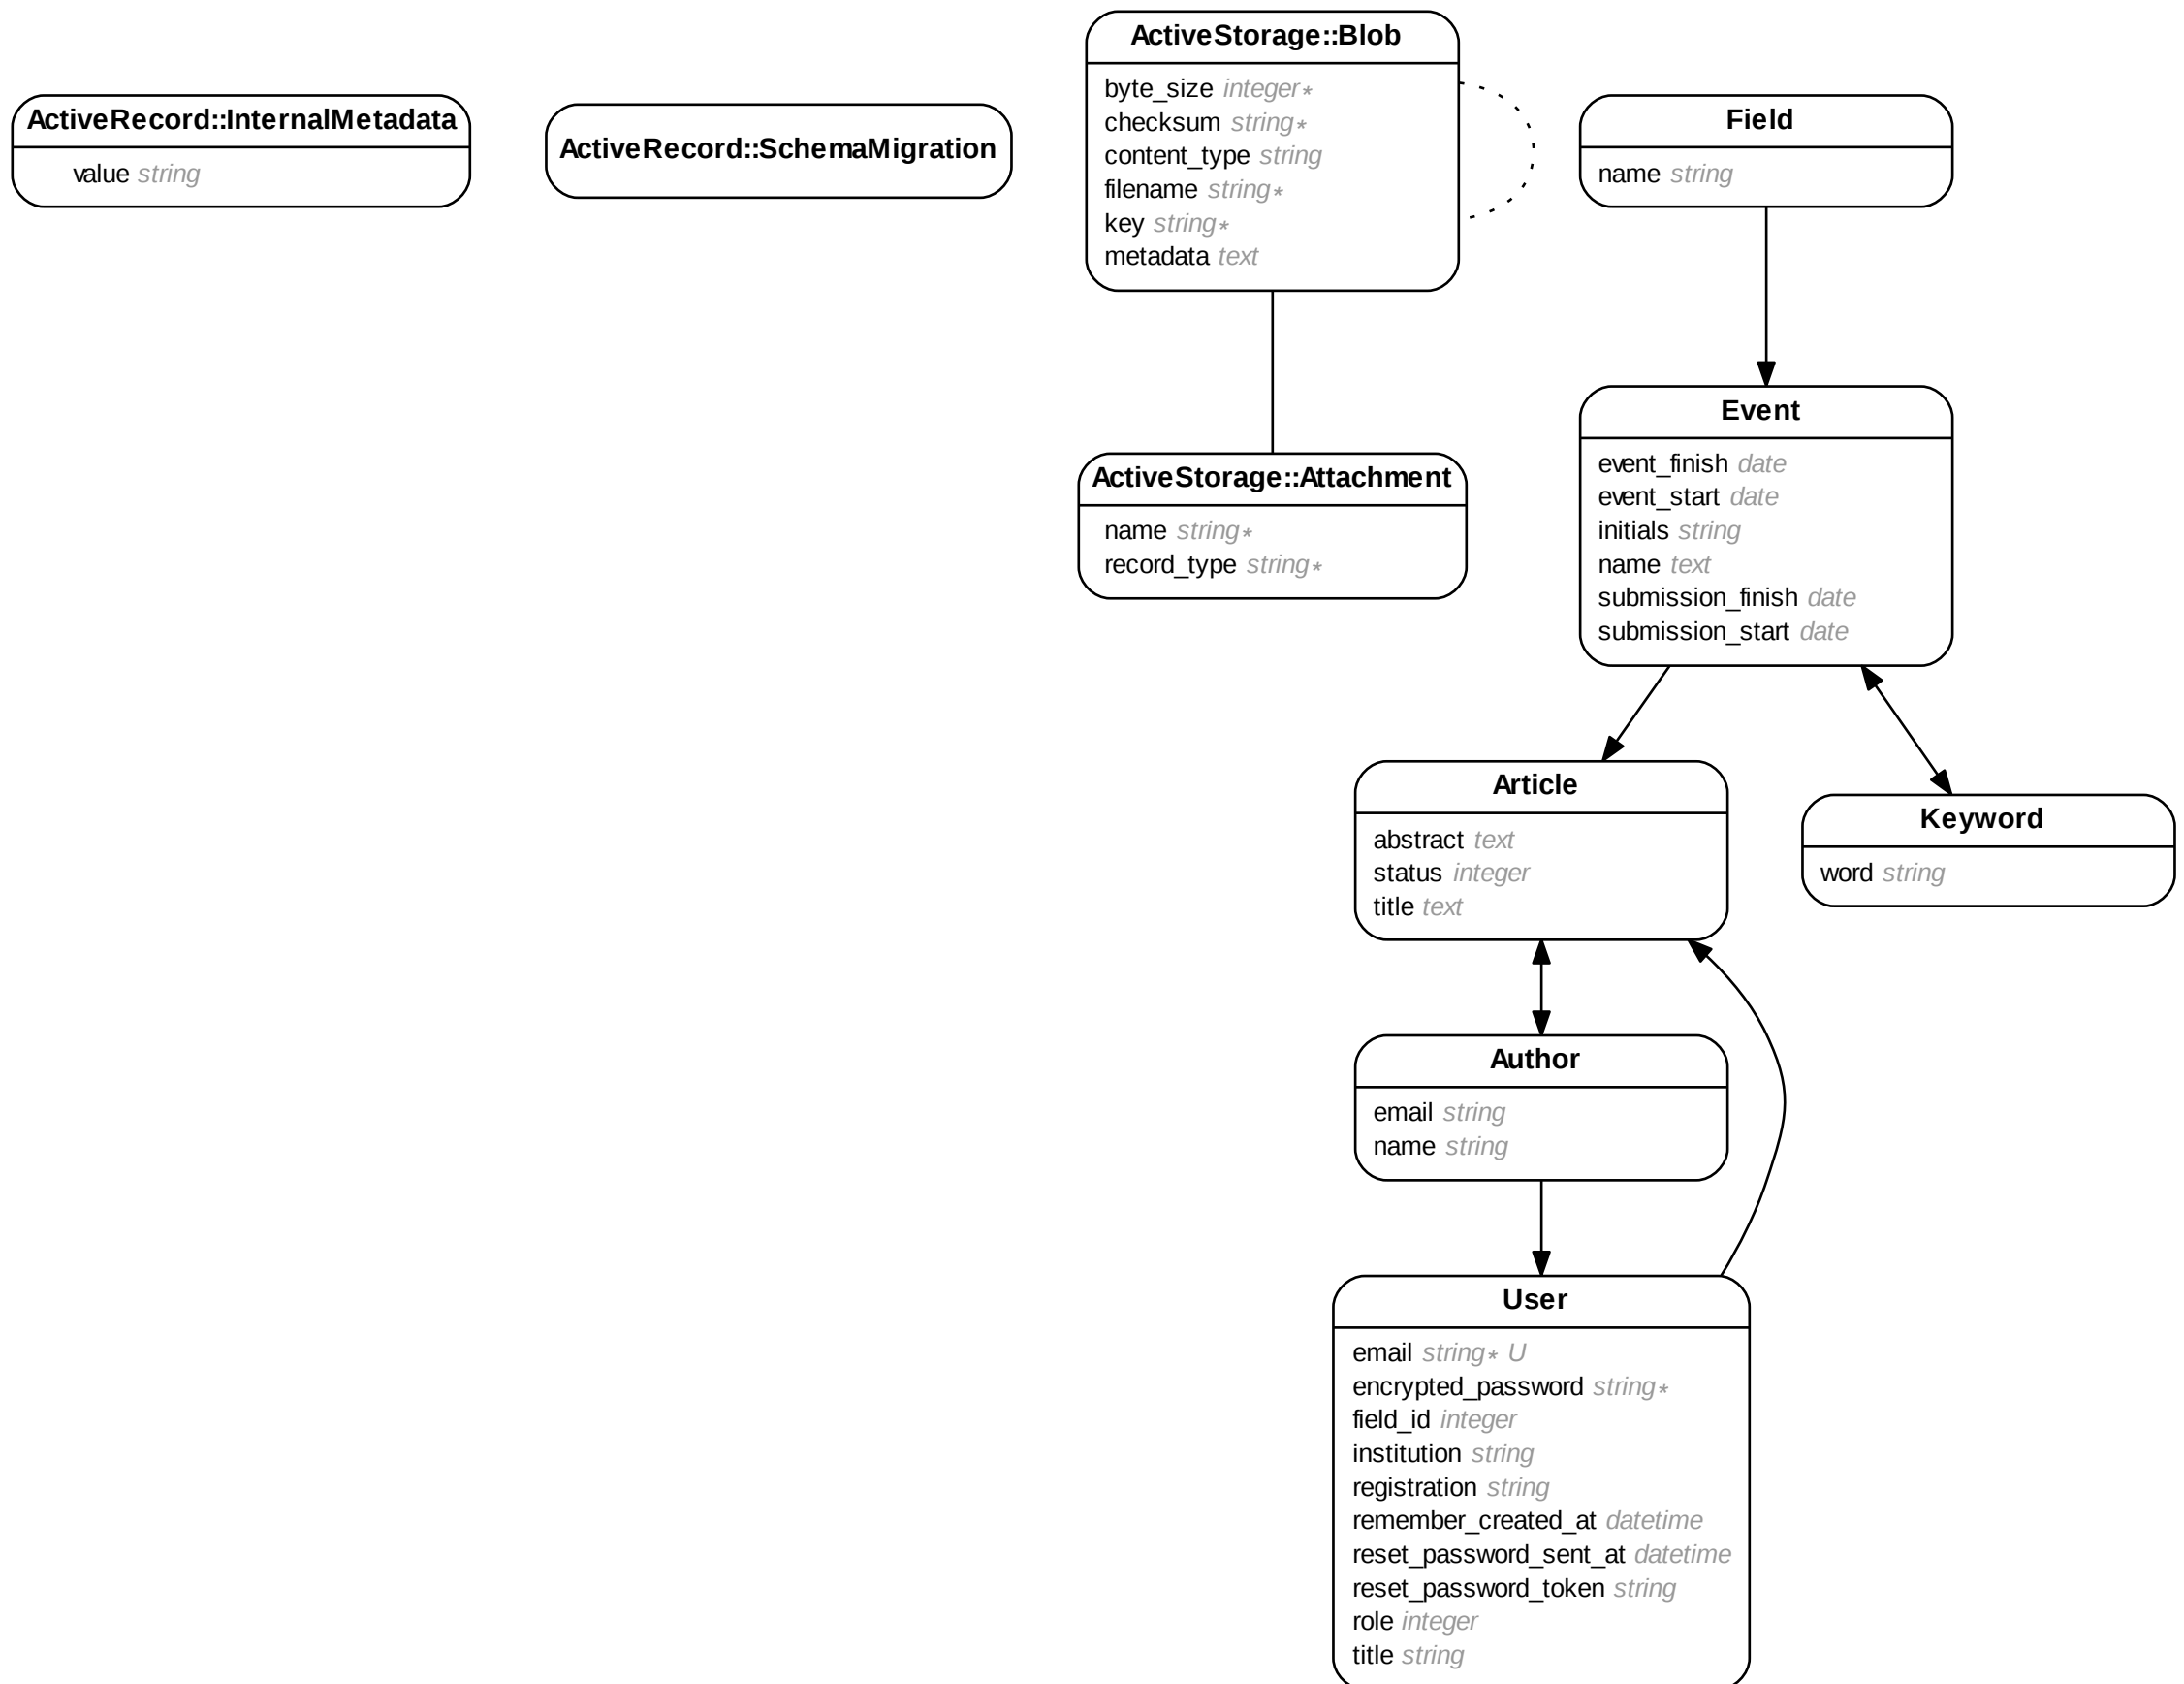 ActiveRecord::InternalMetadata
value string
ActiveRecord::SchemaMigration
ActiveStorage::Blob
byte_size integer*
checksum string*
content_type string
filename string*
key string*
metadata text
Field
name string
ActiveStorage::Attachment
name string*
record_type string*
Event
event_finish date
event_start date
initials string
name text
submission_finish date
submission_start date
Article
abstract text
status integer
title text
Keyword
word string
Author
email string
name string
User
email string* U
encrypted_password string*
field_id integer
institution string
registration string
remember_created_at datetime
reset_password_sent_at datetime
reset_password_token string
role integer
title string